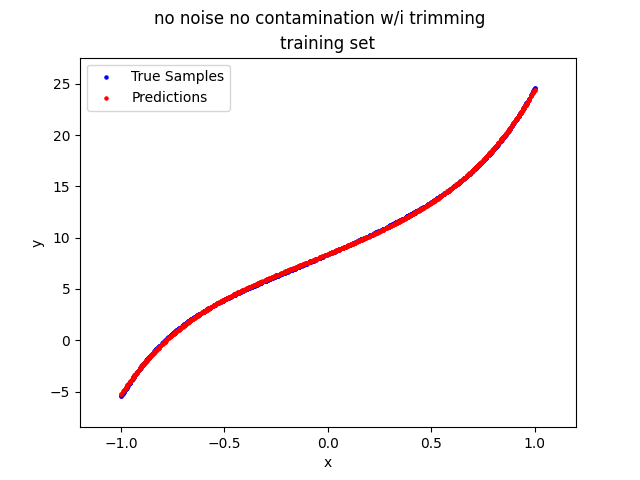 no noise no contamination w/i trimming
training set
True Samples
Predictions
25
20
15
10
5
0
−5
y
−1.0 −0.5 0.0 0.5 1.0
x